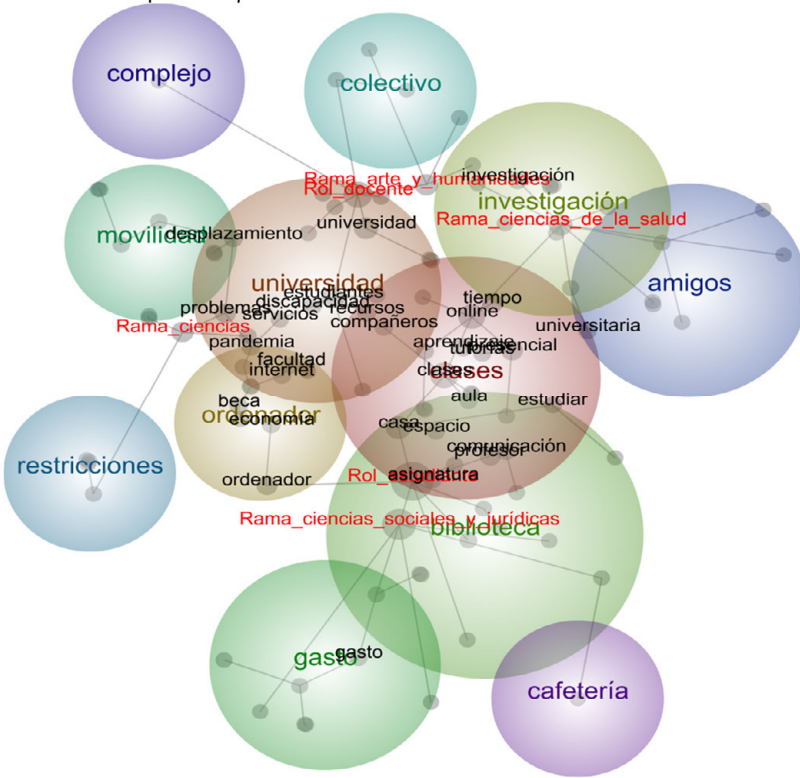 complejo
colectivo
investigación
Rama_arte_y_humanidades
Rol_docente
investigación
Rama_ciencias_de_la_salud
universidad
movilidad
desplazamiento
universidad
amigos
estudiantes
discapacidad
tiempo
problemas
recursos
online
servicios
compañeros
Rama_ciencias
universitaria
pandemia
aprendizaje
presencial
tutorías
facultad
internet
clases
clases
beca
aula
estudiar
ordenador
economía
casa
espacio
comunicación
profesor
restricciones
ordenador
asignatura
Rama_ciencias_sociales_y_jurídicas
biblioteca
gasto
gasto
cafetería